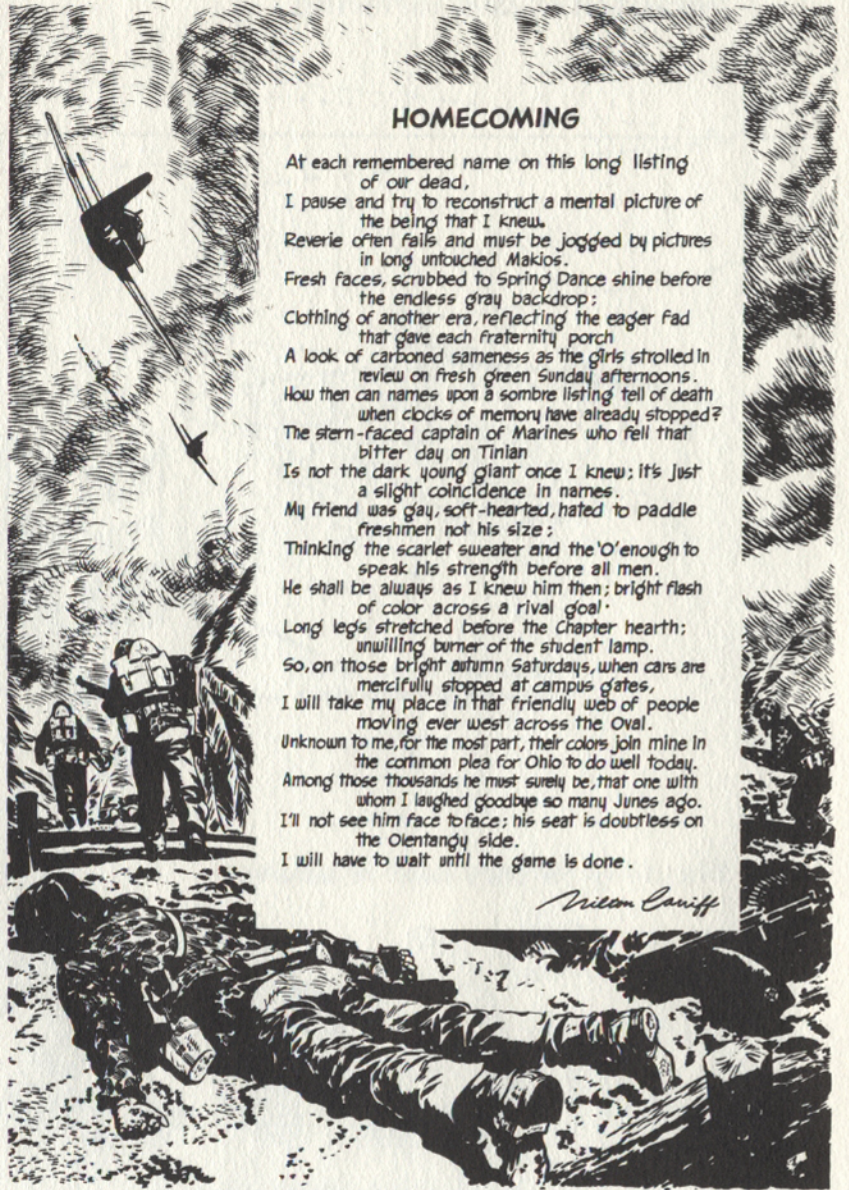 HOMECOMING
At each remembered name on this long listing
of our dead,
I pause and try to reconstruct a mental picture of
the being that I knew.
Reverie often fails and must be jogged by pictures
in long untouched Makios.
Fresh faces, scrubbed to Spring Dance shine before
the endless gray backdrop:
Clothing of another era, reflecting the eager fad
that gave each fraternity porch
A look of carboned sameness as the girls strolled in
review on fresh green Sunday afternoons.
How then can names upon a sombre listing tell of death
when clocks of memory have already stopped?
The stern-faced captain of Marines who fell that
bitter day on Tinian
Is not the dark young giant once I knew; it's just
a slight coincidence in names.
My friend was gay, soft-hearted, hated to paddle
freshmen not his size;
Thinking the scarlet sweater and the 'O' enough to
speak his strength before all men.
He shall be always as I knew him then; bright flash
of color across a rival goal.
Long legs stretched before the Chapter hearth;
unwilling burner of the student lamp.
So, on those bright autumn Saturdays, when cars are
mercifully stopped at campus gates,
I will take my place in that friendly web of people
moving ever west across the Oval.
Unknown to me, for the most part, their colors join mine in
the common plea for Ohio to do well today.
Among those thousands he must surely be, that one with
whom I laughed goodbye so many Junes ago.
I'll not see him face to face; his seat is doubtless on
the Olentangy side.
I will have to wait until the game is done.
Milton Caniff